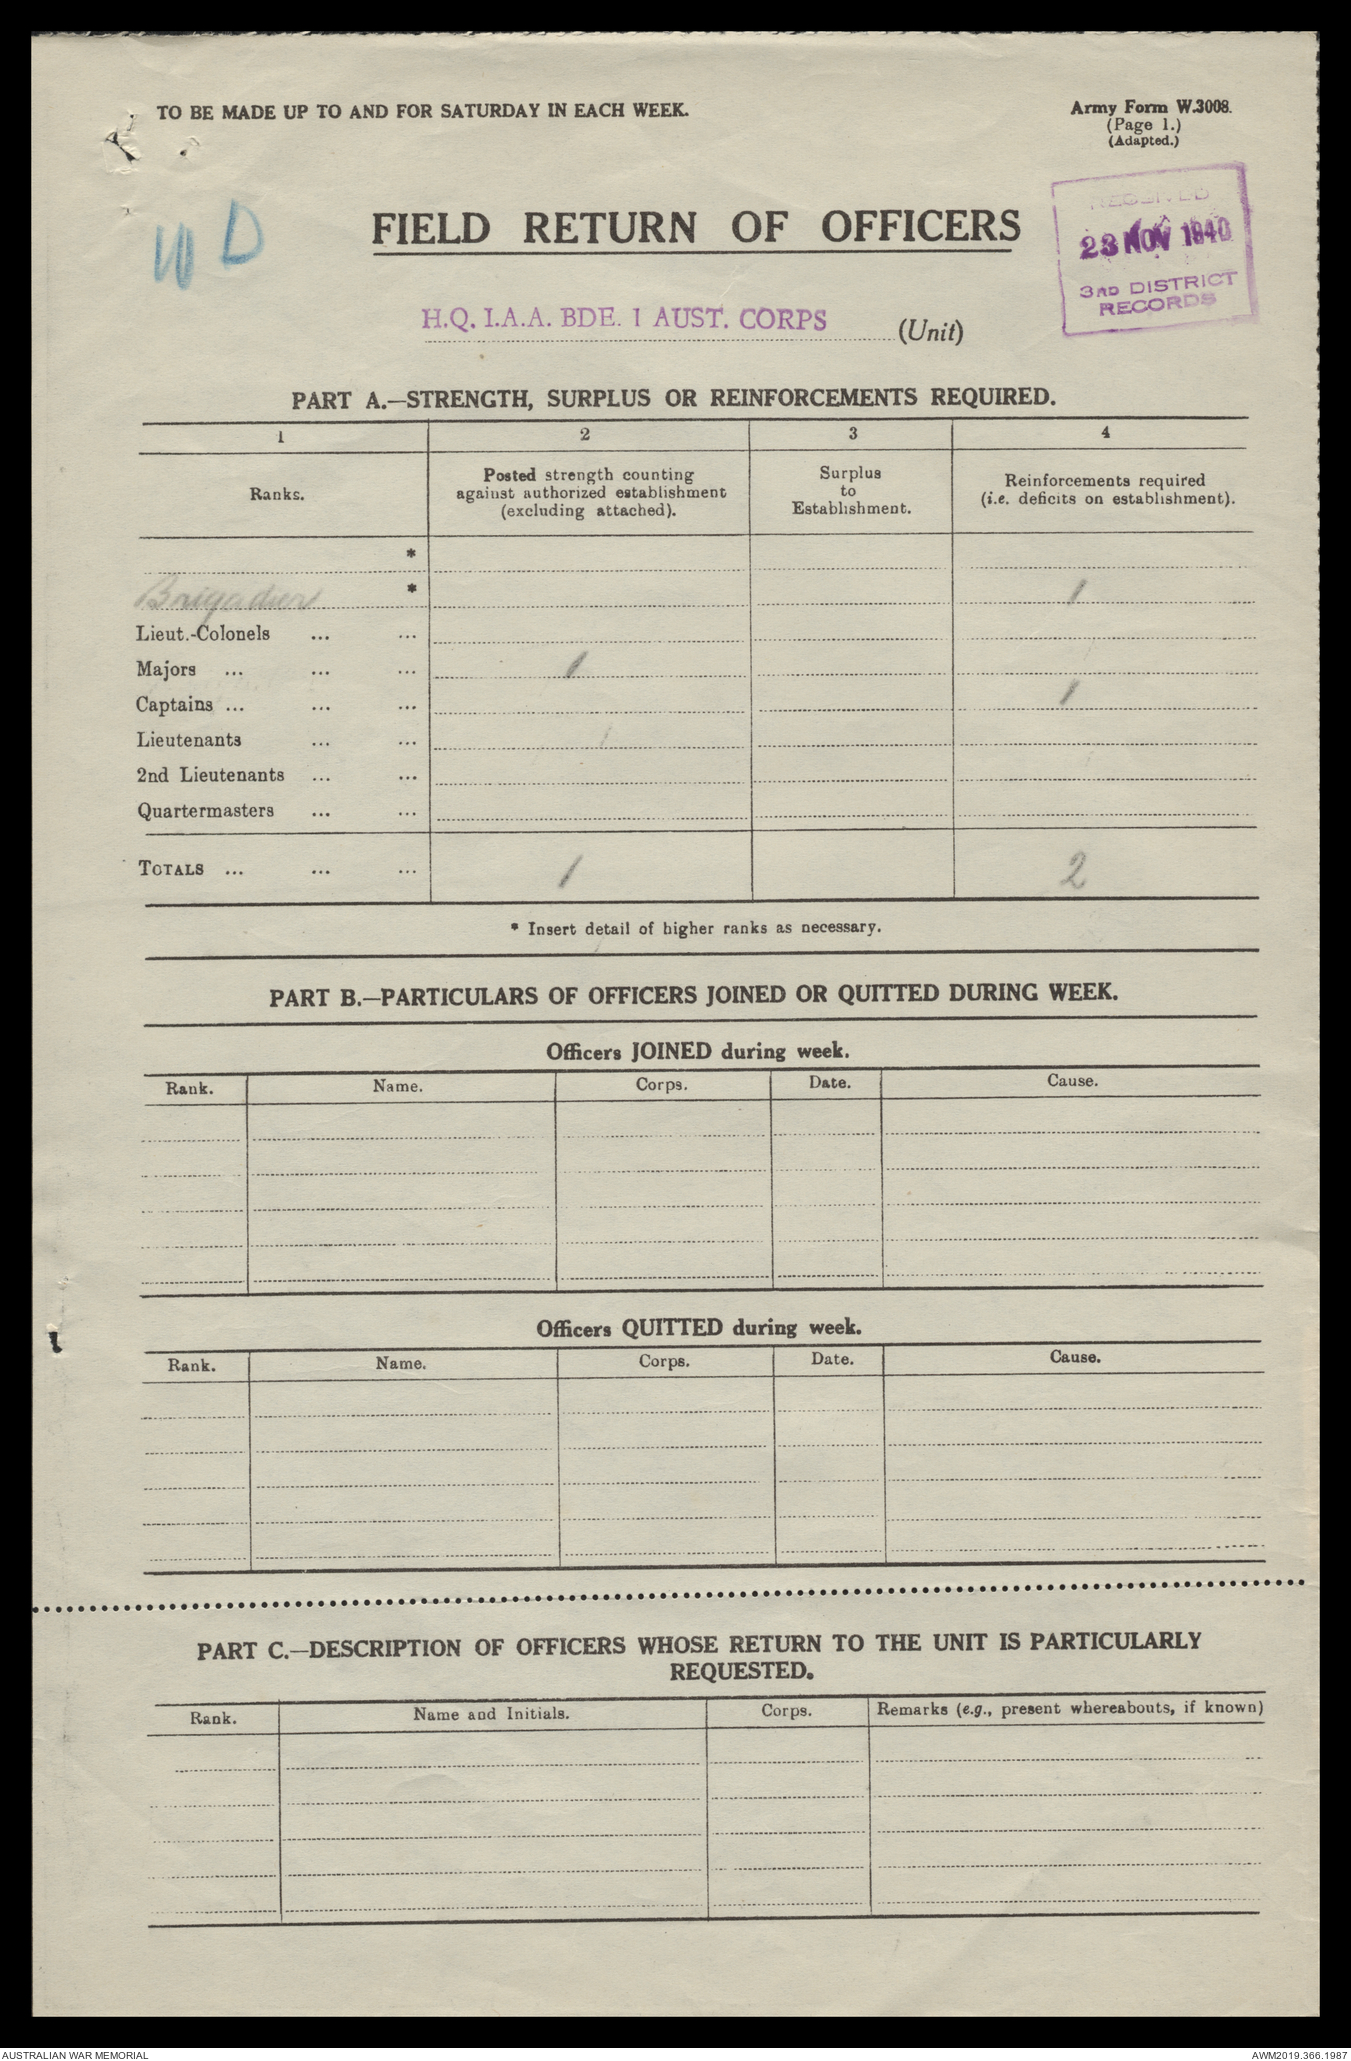 TO BE MADE UP TO AND FOR SATURDAY IN EACH WEEK.
Army Form W.3008.
(Page 1.)
(Adapted.)
D
FIELD RETURN OF OFFICERS
RECEIVED
23 NOV 1940
3RD DISTRICT
RECORDS
H.Q. I.A.A. BDE. I AUST. CORPS (Unit)
PART A.—STRENGTH, SURPLUS OR REINFORCEMENTS REQUIRED.
1 2 3 4
Ranks.
Posted strength counting
against authorized establishment
(excluding attached).
Surplus
to
Establishment.
Reinforcements required
(i.e. deficits on establishment).
*
Brigadier * 1
Lieut.-Colonels ... ...
Majors ... ... ... 1
Captains ... ... ... 1
Lieutenants ... ...
2nd Lieutenants ... ...
Quartermasters ... ...
TOTALS ... ... ... 1 2
* Insert detail of higher ranks as necessary.
PART B.—PARTICULARS OF OFFICERS JOINED OR QUITTED DURING WEEK.
Officers JOINED during week.
Rank. Name. Corps. Date. Cause.
Officers QUITTED during week.
Rank. Name. Corps. Date. Cause.
PART C.—DESCRIPTION OF OFFICERS WHOSE RETURN TO THE UNIT IS PARTICULARLY
REQUESTED.
Rank. Name and Initials. Corps. Remarks (e.g., present whereabouts, if known)
AUSTRALIAN WAR MEMORIAL
AWM2019.366.1987